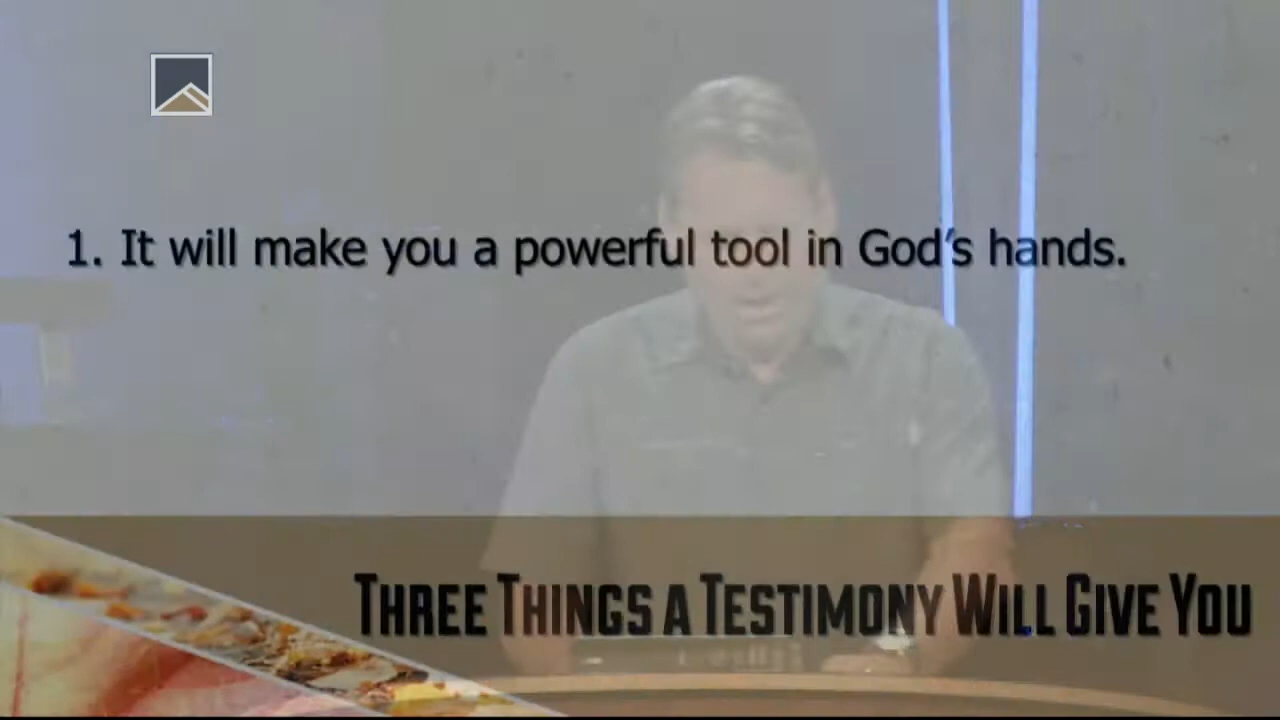 1. It will make you a powerful tool in God's hands.
Three Things a Testimony Will Give You